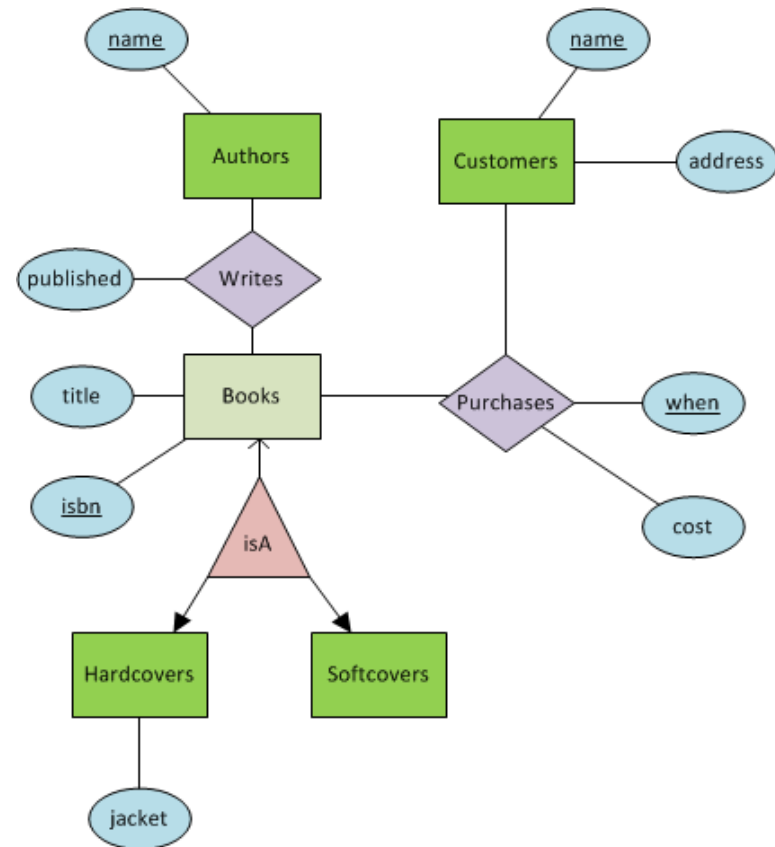 name
name
Authors
Customers
address
published
Writes
title
Books
Purchases
when
isbn
cost
isA
Hardcovers
Softcovers
jacket